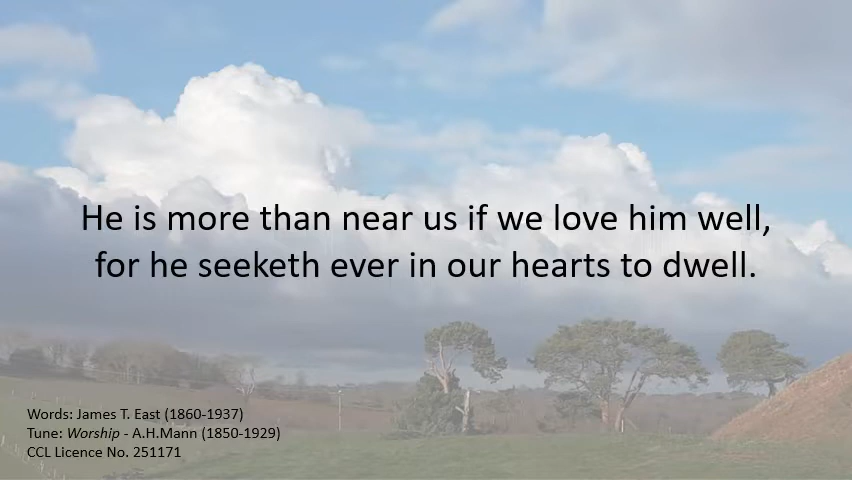 He is more than near us if we love him well,
for he seeketh ever in our hearts to dwell.
Words: James T. East (1860-1937)
Tune: Worship - A.H.Mann (1850-1929)
CCL Licence No. 251171